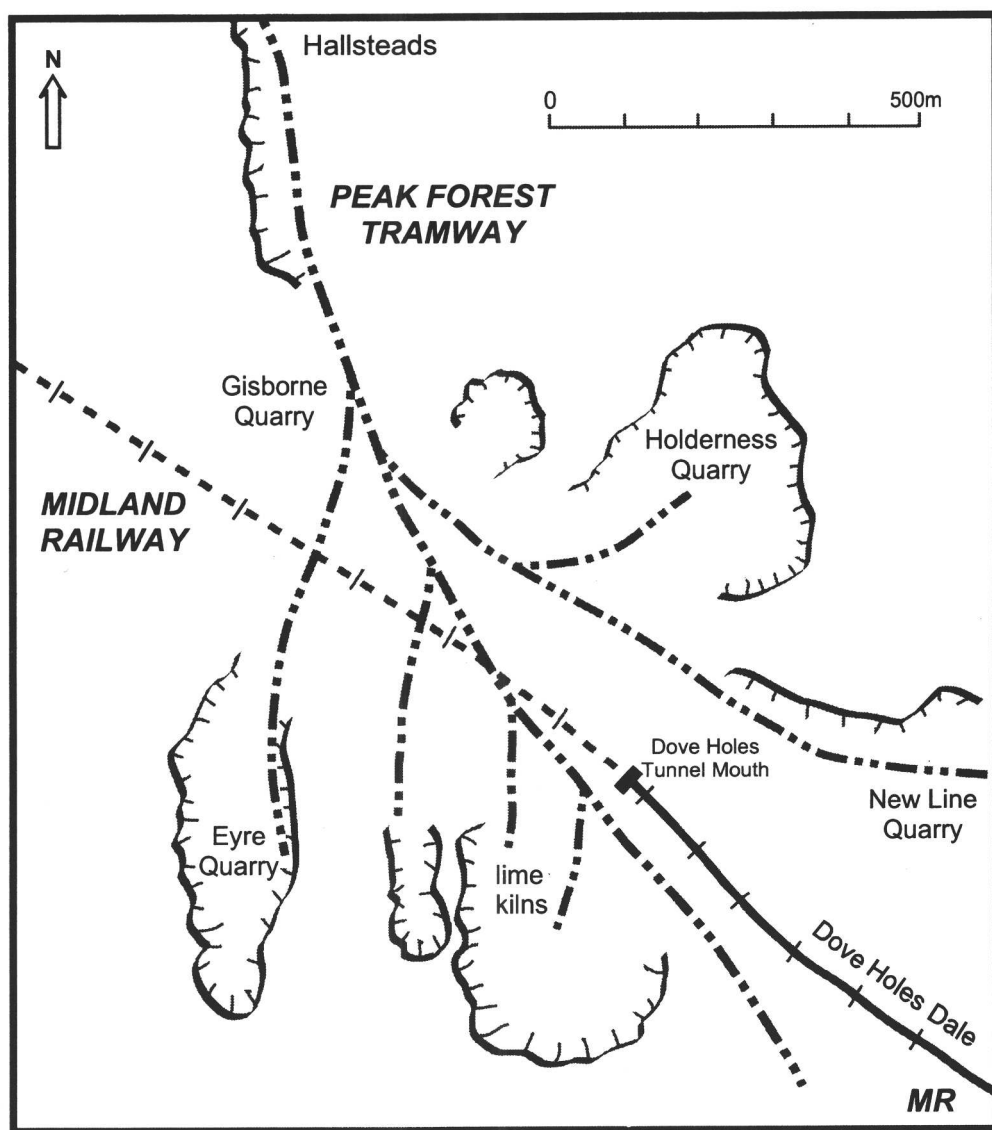 Hallsteads
N
0 500m
PEAK FOREST
TRAMWAY
Gisborne
Quarry
Holderness
Quarry
MIDLAND
RAILWAY
Dove Holes
Tunnel Mouth
New Line
Quarry
Eyre
Quarry
lime
kilns
Dove Holes Dale
MR